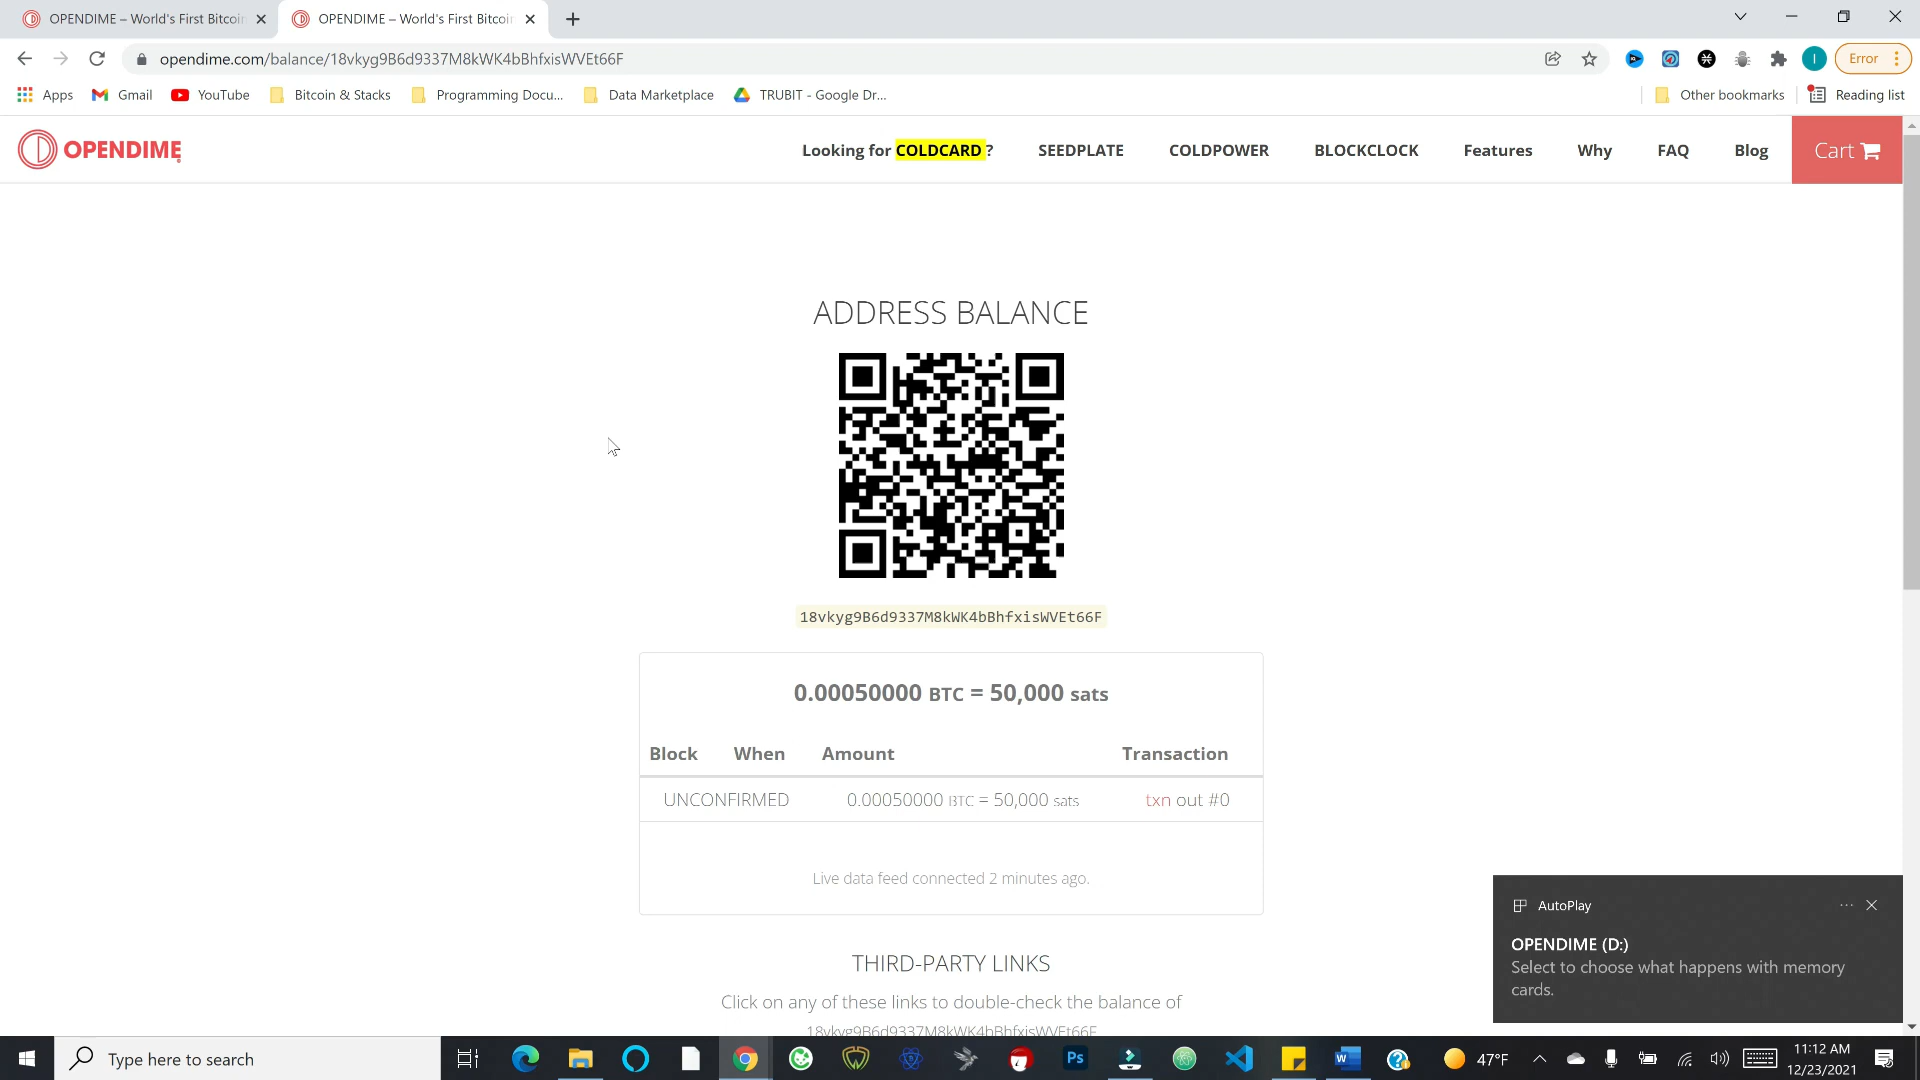 OPENDIME – World's First Bitcoin
OPENDIME – World's First Bitcoin
opendime.com/balance/18vkyg9B6d9337M8kWK4bBhfxisWVEt66F
I
Error
Apps
Gmail
YouTube
Bitcoin & Stacks
Programming Docu...
Data Marketplace
TRUBIT - Google Dr...
Other bookmarks
Reading list
OPENDIME
Looking for COLDCARD ?
SEEDPLATE
COLDPOWER
BLOCKCLOCK
Features
Why
FAQ
Blog
Cart
ADDRESS BALANCE
18vkyg9B6d9337M8kWK4bBhfxisWVEt66F
0.00050000 BTC = 50,000 sats
Block When Amount Transaction
UNCONFIRMED 0.00050000 BTC = 50,000 sats txn out #0
Live data feed connected 2 minutes ago.
THIRD-PARTY LINKS
Click on any of these links to double-check the balance of
18vkyg9B6d9337M8kWK4bBhfxisWVEt66F
AutoPlay
OPENDIME (D:)
Select to choose what happens with memory
cards.
Type here to search
Ps
W
47°F
11:12 AM
12/23/2021